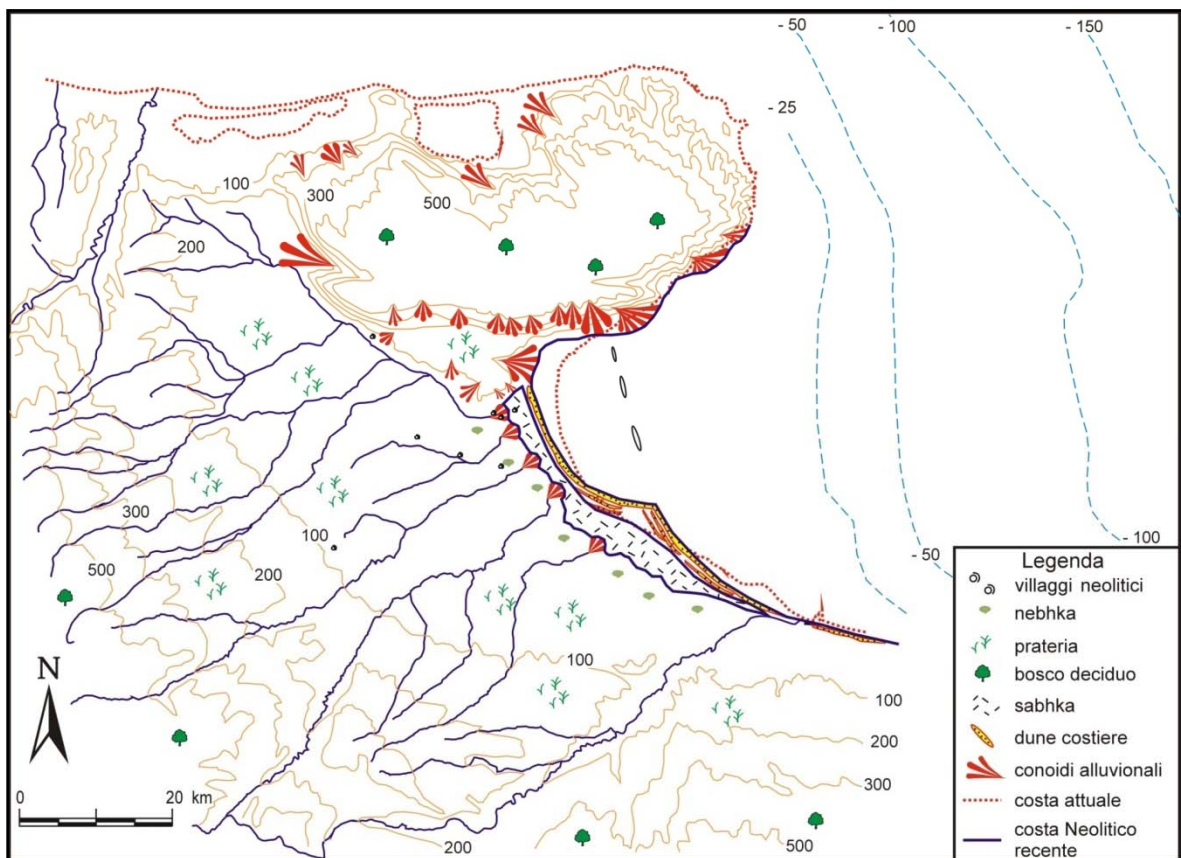 - 50
- 100
- 150
- 25
100
300
500
200
300
100
500
200
100
100
200
300
200
500
- 50
- 100
N
0 20 km
Legenda
villaggi neolitici
nebhka
prateria
bosco deciduo
sabhka
dune costiere
conoidi alluvionali
costa attuale
costa Neolitico
recente